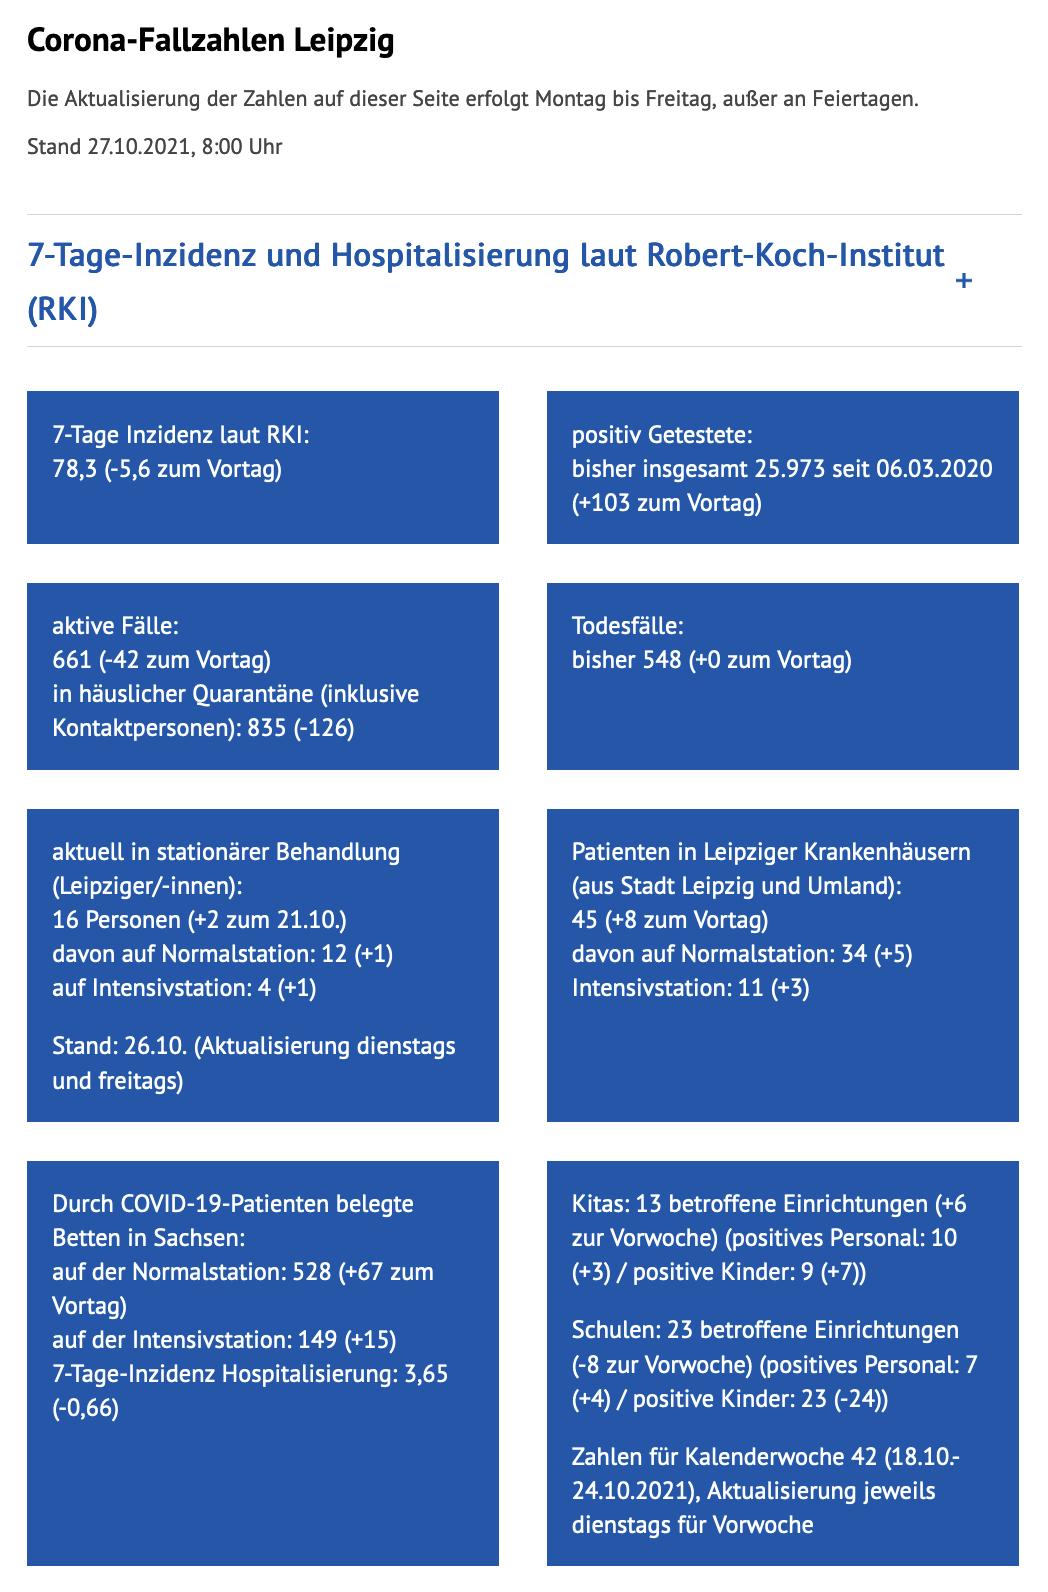 Corona-Fallzahlen Leipzig
Die Aktualisierung der Zahlen auf dieser Seite erfolgt Montag bis Freitag, außer an Feiertagen.
Stand 27.10.2021, 8:00 Uhr
7-Tage-Inzidenz und Hospitalisierung laut Robert-Koch-Institut
(RKI)
+
7-Tage Inzidenz laut RKI:
78,3 (-5,6 zum Vortag)
positiv Getestete:
bisher insgesamt 25.973 seit 06.03.2020
(+103 zum Vortag)
aktive Fälle:
661 (-42 zum Vortag)
in häuslicher Quarantäne (inklusive
Kontaktpersonen): 835 (-126)
Todesfälle:
bisher 548 (+0 zum Vortag)
aktuell in stationärer Behandlung
(Leipziger/-innen):
16 Personen (+2 zum 21.10.)
davon auf Normalstation: 12 (+1)
auf Intensivstation: 4 (+1)
Stand: 26.10. (Aktualisierung dienstags
und freitags)
Patienten in Leipziger Krankenhäusern
(aus Stadt Leipzig und Umland):
45 (+8 zum Vortag)
davon auf Normalstation: 34 (+5)
Intensivstation: 11 (+3)
Durch COVID-19-Patienten belegte
Betten in Sachsen:
auf der Normalstation: 528 (+67 zum
Vortag)
auf der Intensivstation: 149 (+15)
7-Tage-Inzidenz Hospitalisierung: 3,65
(-0,66)
Kitas: 13 betroffene Einrichtungen (+6
zur Vorwoche) (positives Personal: 10
(+3) / positive Kinder: 9 (+7))
Schulen: 23 betroffene Einrichtungen
(-8 zur Vorwoche) (positives Personal: 7
(+4) / positive Kinder: 23 (-24))
Zahlen für Kalenderwoche 42 (18.10.-
24.10.2021), Aktualisierung jeweils
dienstags für Vorwoche